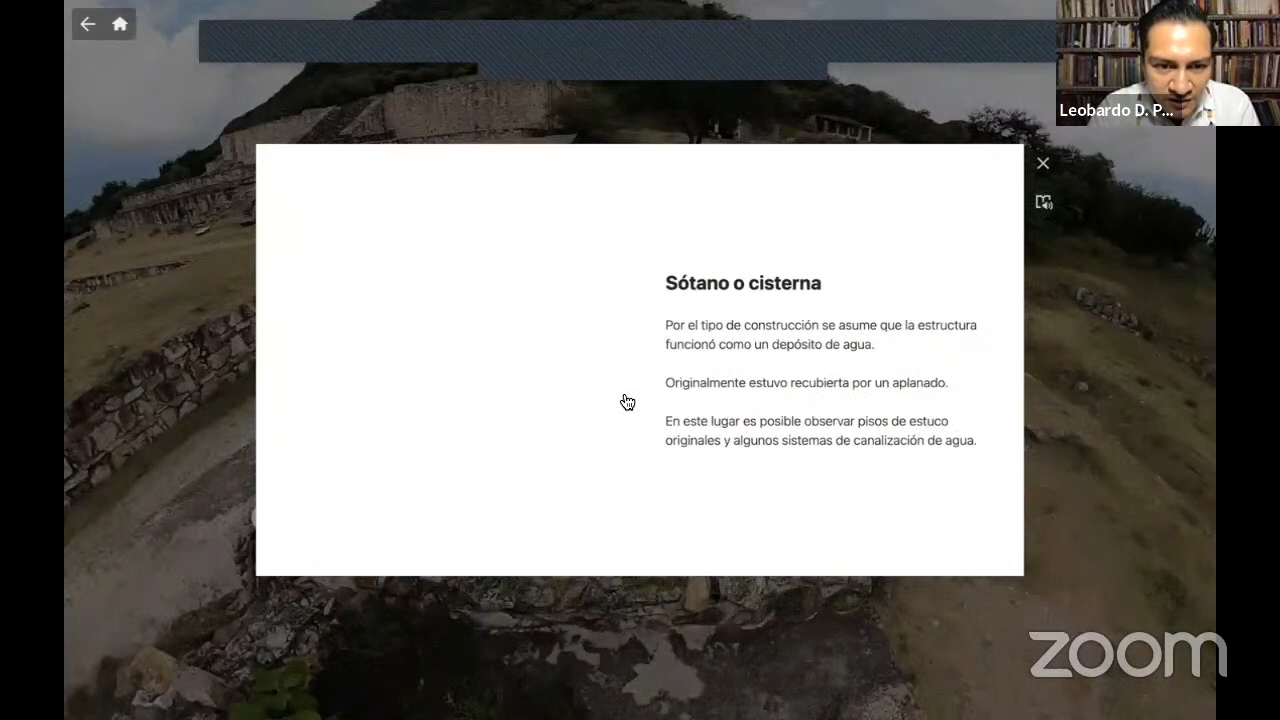 Leobardo D. P...
Sótano o cisterna
Por el tipo de construcción se asume que la estructura
funcionó como un depósito de agua.
Originalmente estuvo recubierta por un aplanado.
En este lugar es posible observar pisos de estuco
originales y algunos sistemas de canalización de agua.
zoom